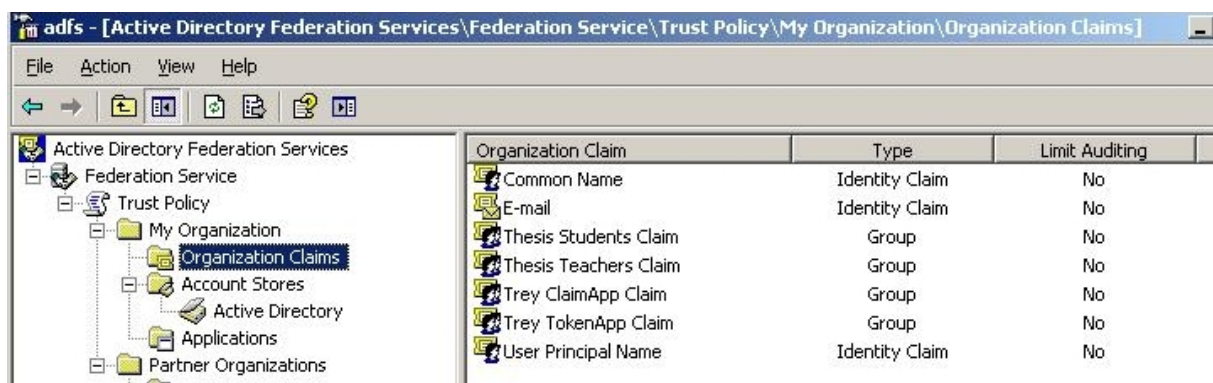 adfs - [Active Directory Federation Services\Federation Service\Trust Policy\My Organization\Organization Claims]
File Action View Help
Active Directory Federation Services
Federation Service
Trust Policy
My Organization
Organization Claims
Account Stores
Active Directory
Applications
Partner Organizations
Organization Claim Type Limit Auditing
Common Name Identity Claim No
E-mail Identity Claim No
Thesis Students Claim Group No
Thesis Teachers Claim Group No
Trey ClaimApp Claim Group No
Trey TokenApp Claim Group No
User Principal Name Identity Claim No